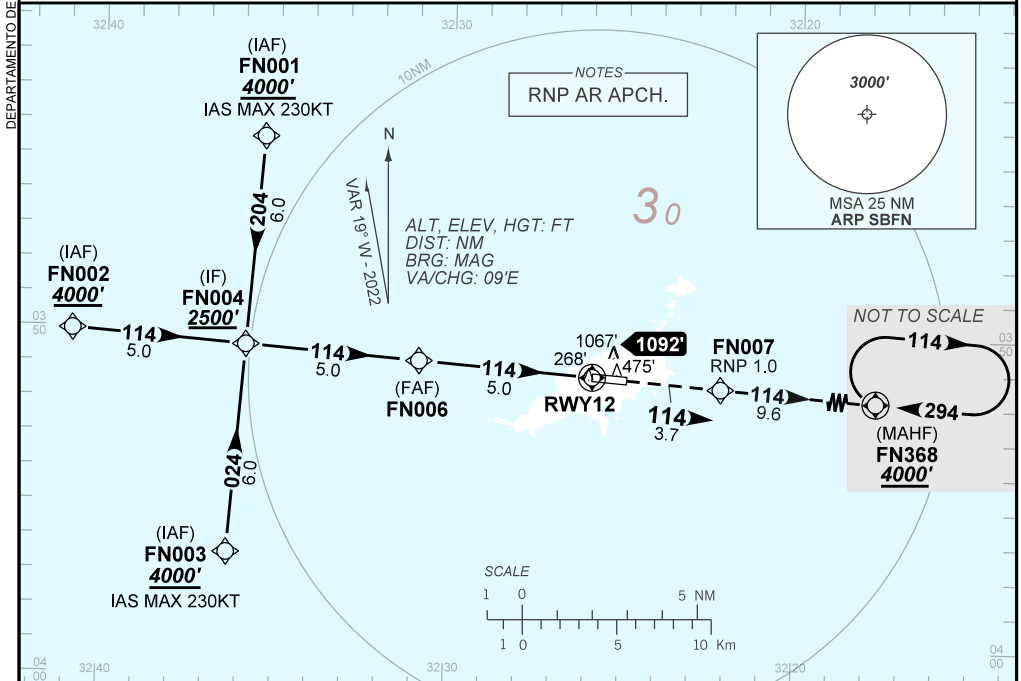 DEPARTAMENTO DE
32 40
32 30
32 20
(IAF)
FN001
4000'
IAS MAX 230KT
10NM
NOTES
RNP AR APCH.
3000'
MSA 25 NM
ARP SBFN
N
VAR 19° W - 2022
ALT, ELEV, HGT: FT
DIST: NM
BRG: MAG
VA/CHG: 09'E
30
204
6.0
(IAF)
FN002
4000'
(IF)
FN004
2500'
03
50
03
50
114
5.0
114
5.0
(FAF)
FN006
114
5.0
268'
1067'
1092'
475'
RWY12
114
3.7
FN007
RNP 1.0
114
9.6
NOT TO SCALE
114
294
(MAHF)
FN368
4000'
024
6.0
(IAF)
FN003
4000'
IAS MAX 230KT
SCALE
1 0 5 NM
1 0 5 10 Km
04
00
04
00
32 40
32 30
32 20